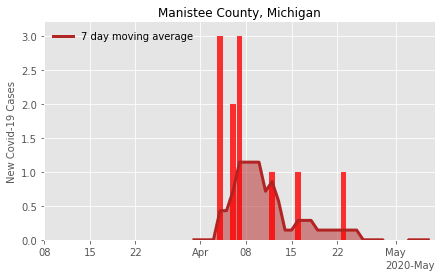 Manistee County, Michigan
7 day moving average
New Covid-19 Cases
3.0
2.5
2.0
1.5
1.0
0.5
0.0
08 15 22 Apr 08 15 22 May
2020-May